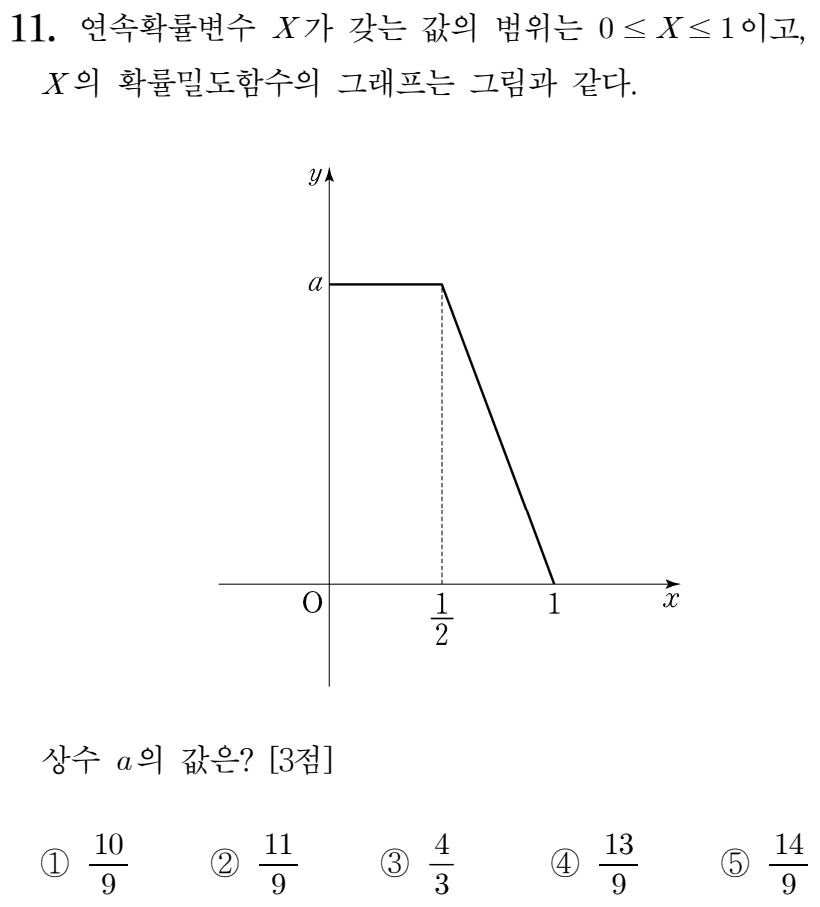 11. 연속확률변수 X가 갖는 값의 범위는 0 ≤ X ≤ 1이고,
X의 확률밀도함수의 그래프는 그림과 같다.
y
a
O 1/2 1 x
상수 a의 값은? [3점]
① 10/9 ② 11/9 ③ 4/3 ④ 13/9 ⑤ 14/9